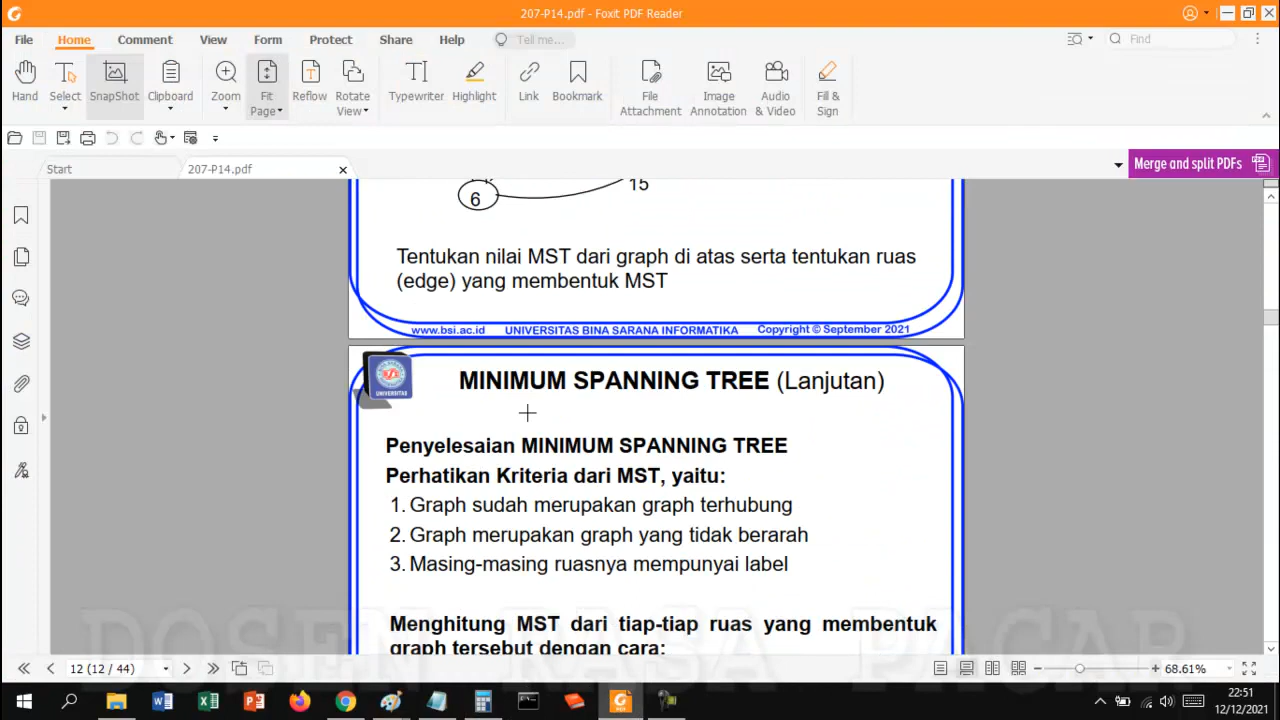 207-P14.pdf - Foxit PDF Reader
File Home Comment View Form Protect Share Help Tell me... Find
Hand Select SnapShot Clipboard Zoom Fit Page Reflow Rotate View Typewriter Highlight Link Bookmark File Attachment Image Annotation Audio & Video Fill & Sign
Start 207-P14.pdf Merge and split PDFs
15
6
Tentukan nilai MST dari graph di atas serta tentukan ruas
(edge) yang membentuk MST
www.bsi.ac.id UNIVERSITAS BINA SARANA INFORMATIKA Copyright © September 2021
UNIVERSITAS
MINIMUM SPANNING TREE (Lanjutan)
Penyelesaian MINIMUM SPANNING TREE
Perhatikan Kriteria dari MST, yaitu:
1. Graph sudah merupakan graph terhubung
2. Graph merupakan graph yang tidak berarah
3. Masing-masing ruasnya mempunyai label
Menghitung MST dari tiap-tiap ruas yang membentuk
graph tersebut dengan cara:
DOSEN RASA PACAR
12 (12 / 44) 68.61%
22:51
12/12/2021